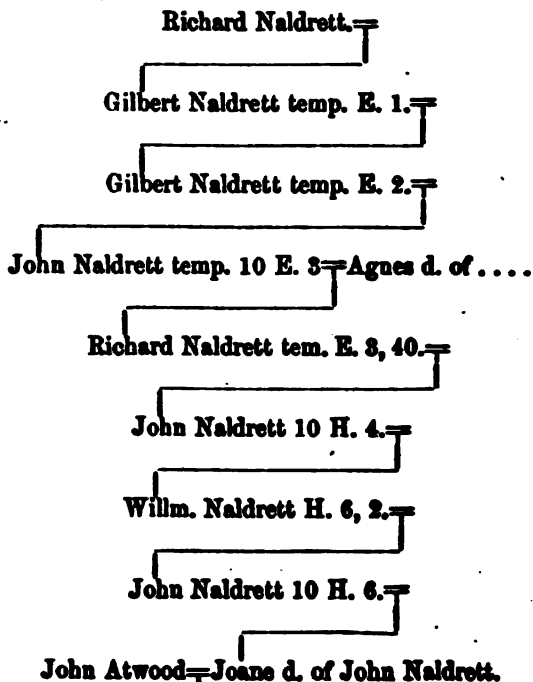 Richard Naldrett.
Gilbert Naldrett temp. E. 1.
Gilbert Naldrett temp. E. 2.
John Naldrett temp. 10 E. 3=Agnes d. of ....
Richard Naldrett tem. E. 3, 40.
John Naldrett 10 H. 4.
Willm. Naldrett H. 6, 2.
John Naldrett 10 H. 6.
John Atwood=Joane d. of John Naldrett.